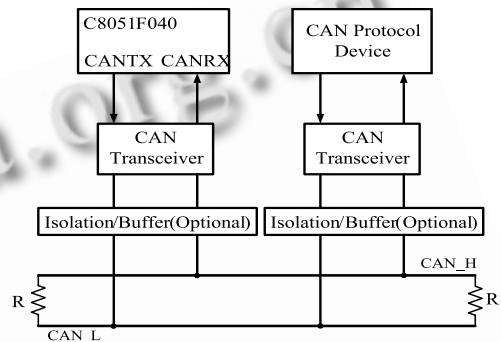 C8051F040
CANTX CANRX
CAN Protocol
Device
CAN
Transceiver
CAN
Transceiver
Isolation/Buffer(Optional)
Isolation/Buffer(Optional)
CAN_H
R
R
CAN_L